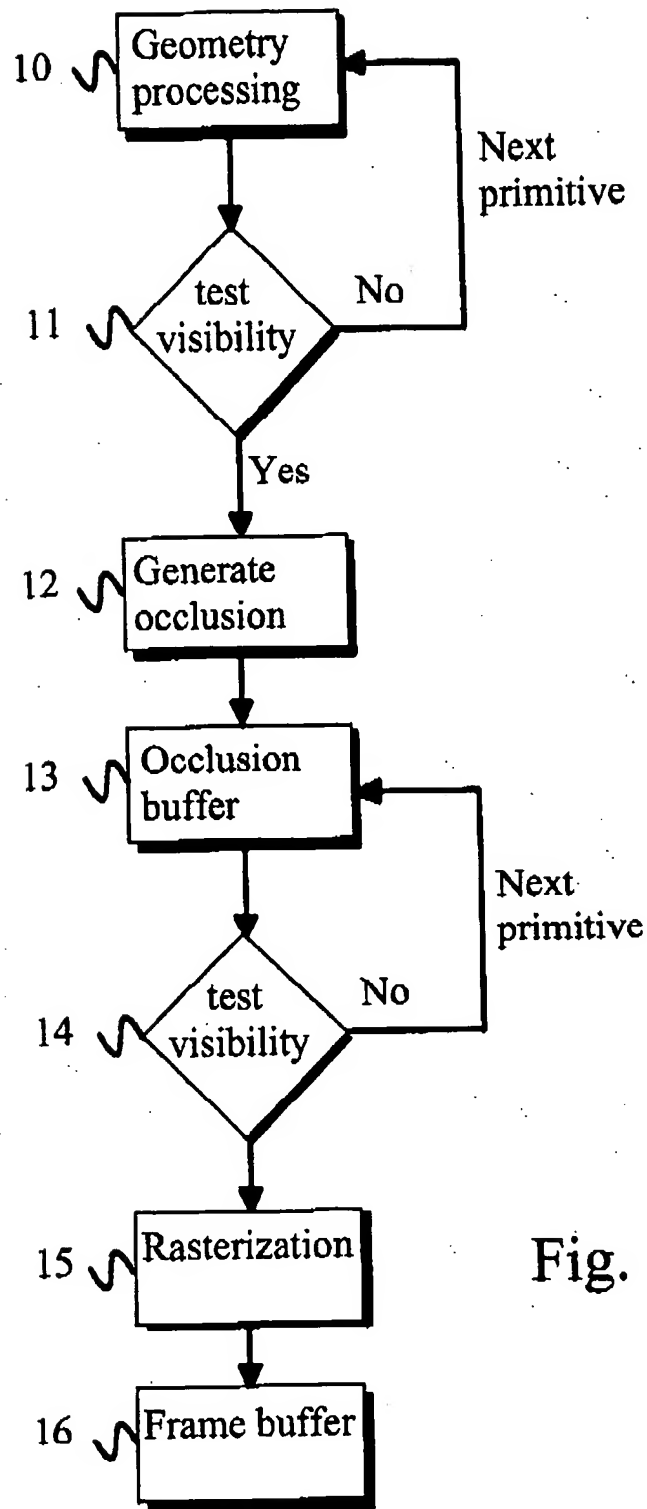 10
Geometry
processing
Next
primitive
11
test
visibility
No
Yes
12
Generate
occlusion
13
Occlusion
buffer
Next
primitive
14
test
visibility
No
15
Rasterization
Fig.
16
Frame buffer